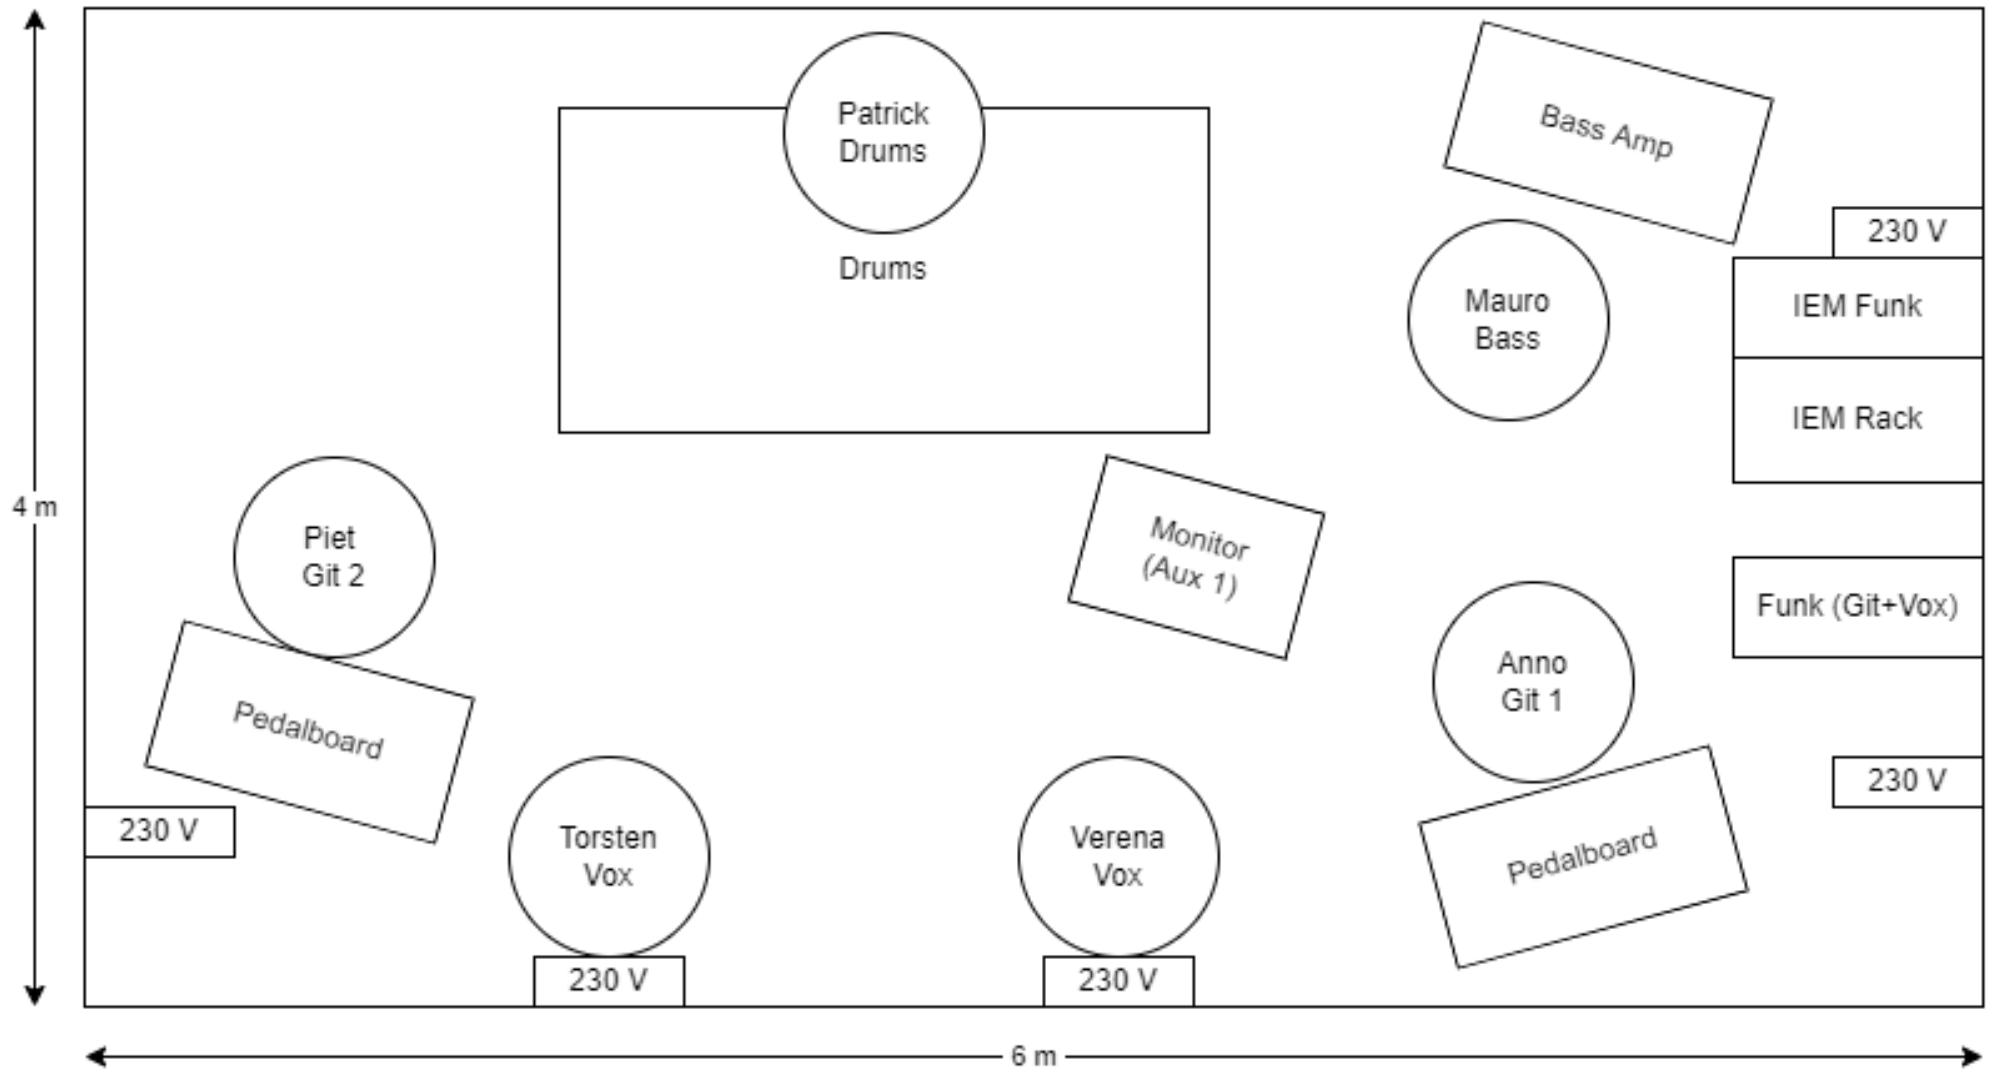 Patrick
Drums
Bass Amp
230 V
Drums
Mauro
Bass
IEM Funk
IEM Rack
4 m
Piet
Git 2
Monitor
(Aux 1)
Funk (Git+Vox)
Anno
Git 1
Pedalboard
230 V
230 V
Torsten
Vox
Verena
Vox
Pedalboard
230 V
230 V
6 m